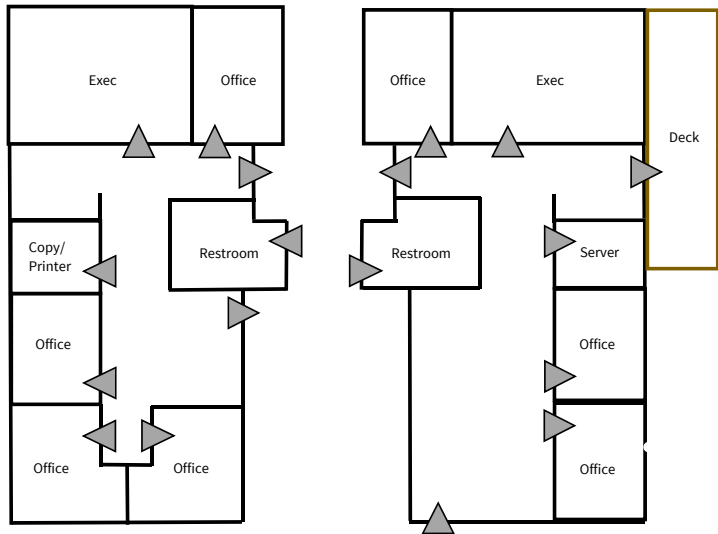 Exec
Office
Office
Exec
Deck
Copy/
Printer
Restroom
Restroom
Server
Office
Office
Office
Office
Office